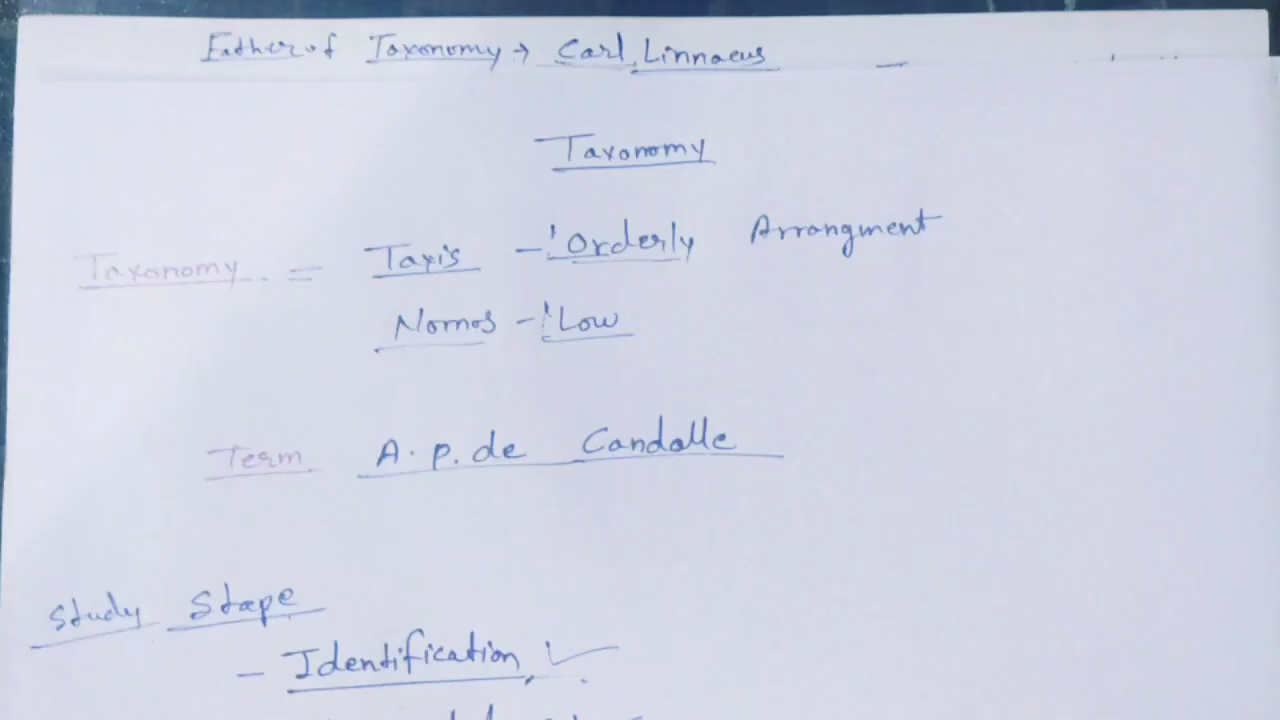 Father of Taxonomy → Carl Linnaeus
Taxonomy
Taxonomy = Taxis - 'Orderly Arrangment
Nomos - 'Low
Term A. p. de Candolle
Study Stape
- Identification